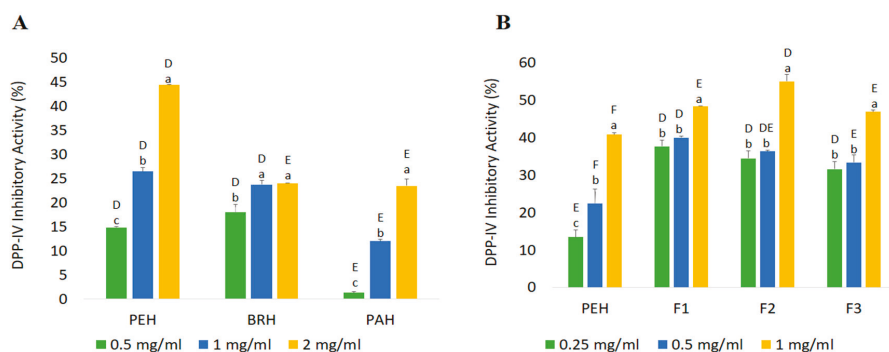 A
DPP-IV Inhibitory Activity (%)
50
45
40
35
30
25
20
15
10
5
0
D
c
D
b
D
a
D
b
D
a
E
a
E
c
E
b
E
a
PEH BRH PAH
0.5 mg/ml 1 mg/ml 2 mg/ml
B
DPP-IV Inhibitory Activity (%)
60
50
40
30
20
10
0
E
c
F
b
F
a
D
b
D
b
E
a
D
b
DE
b
D
a
D
b
E
b
E
a
PEH F1 F2 F3
0.25 mg/ml 0.5 mg/ml 1 mg/ml